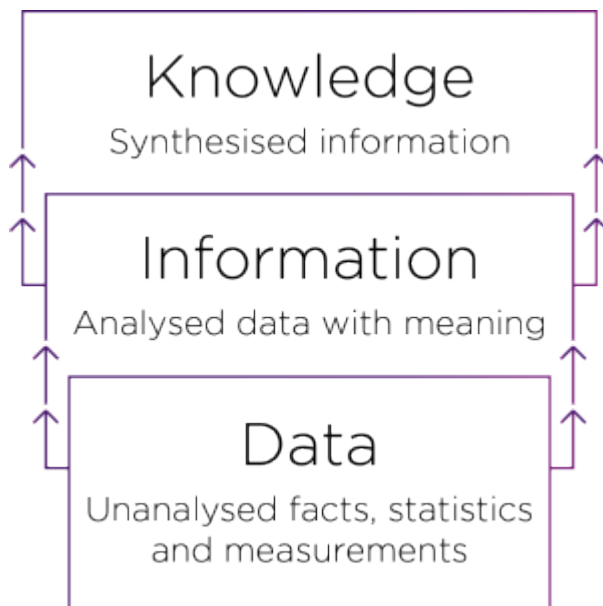 Knowledge
Synthesised information
Information
Analysed data with meaning
Data
Unanalysed facts, statistics
and measurements